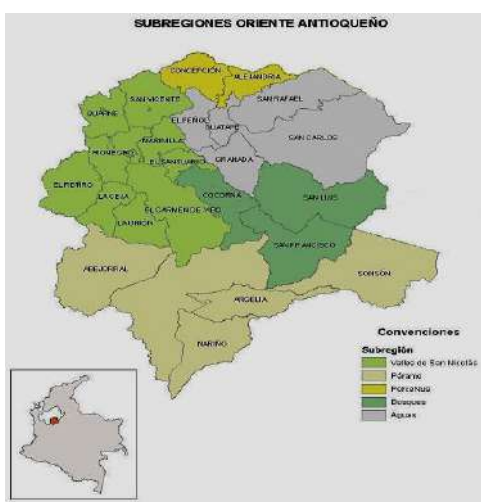 SUBREGIONES ORIENTE ANTIOQUEÑO
CONCEPCIÓN
ALEJANDRIA
SAN VICENTE
SAN RAFAEL
GUARNE
EL PEÑOL
GUATAPE
SAN CARLOS
MARINILLA
RIONEGRO
EL SANTUARIO
GRANADA
EL RETIRO
COCORNA
LA CEJA
SAN LUIS
EL CARMEN DE VIBORAL
LA UNION
SAN FRANCISCO
ABEJORRAL
SONSON
ARGELIA
NARIÑO
Convenciones
Subregión
Valles de San Nicolás
Páramo
PorceNus
Bosques
Aguas